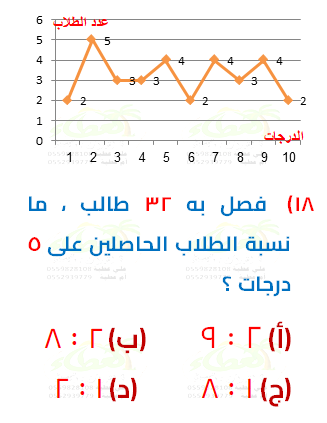 عدد الطلاب
6
5
4
3
2
1
0
2 5 3 3 4 2 4 3 4 2
1 2 3 4 5 6 7 8 9 10
الدرجات
١٨) فصل به ٣٢ طالب ، ما
نسبة الطلاب الحاصلين على ٥
درجات ؟
(أ) ٢ : ٩ (ب) ٢ : ٨
(ج) ١ : ٨ (د) ١ : ٢